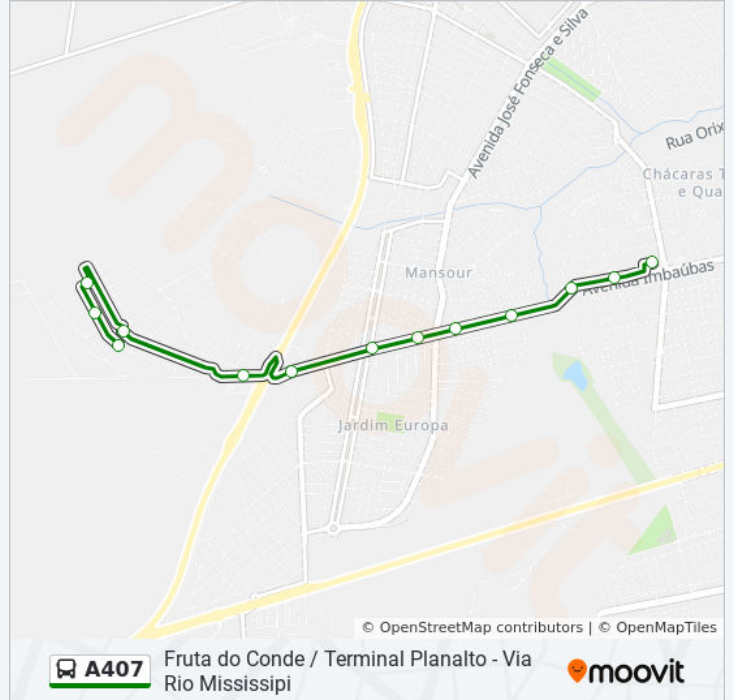 Avenida José Fonseca e Silva
Rua Orix
Chácaras T
e Qua
Mansour
Avenida Imbaúbas
Jardim Europa
moovit
© OpenStreetMap contributors | © OpenMapTiles
A407
Fruta do Conde / Terminal Planalto - Via
Rio Mississipi
moovit